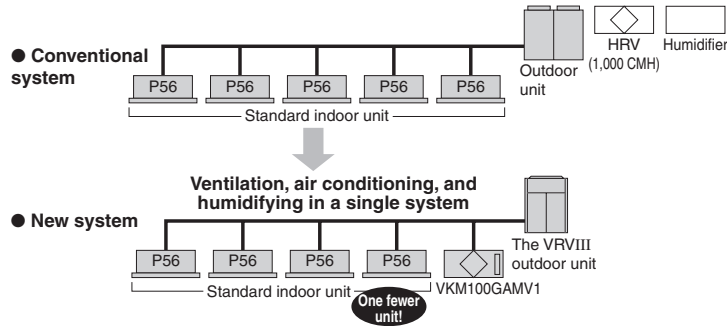 ● Conventional
system
P56 P56 P56 P56 P56
Standard indoor unit
Outdoor
unit
HRV
(1,000 CMH)
Humidifier
Ventilation, air conditioning, and
humidifying in a single system
● New system
P56 P56 P56 P56
Standard indoor unit
One fewer
unit!
VKM100GAMV1
The VRVIII
outdoor unit